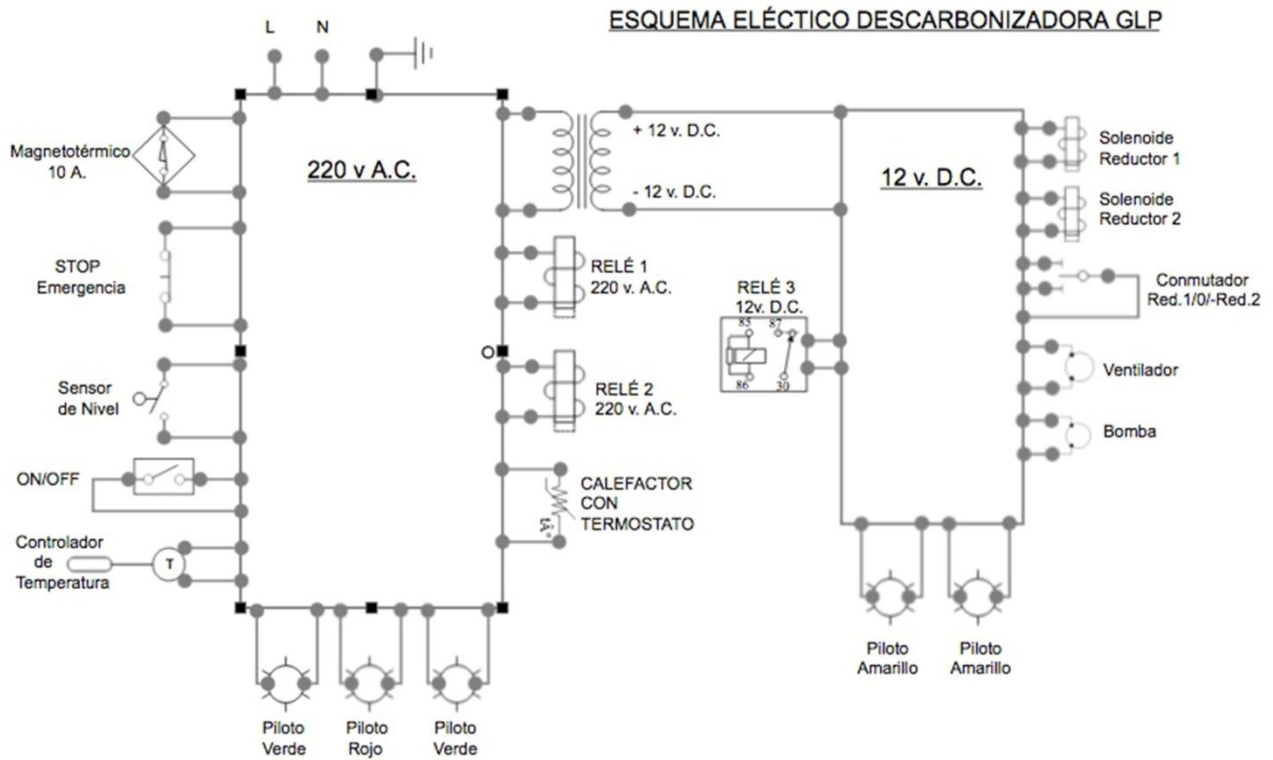 ESQUEMA ELÉCTICO DESCARBONIZADORA GLP
L
N
Magnetotérmico
10 A.
220 v A.C.
+ 12 v. D.C.
- 12 v. D.C.
12 v. D.C.
Solenoide
Reductor 1
Solenoide
Reductor 2
STOP
Emergencia
RELÉ 1
220 v. A.C.
RELÉ 3
12v. D.C.
85
87
86
30
Conmutador
Red.1/0/-Red.2
O
Sensor
de Nivel
RELÉ 2
220 v. A.C.
Ventilador
Bomba
ON/OFF
CALEFACTOR
CON
TERMOSTATO
Controlador
de
Temperatura
T
Piloto
Verde
Piloto
Rojo
Piloto
Verde
Piloto
Amarillo
Piloto
Amarillo